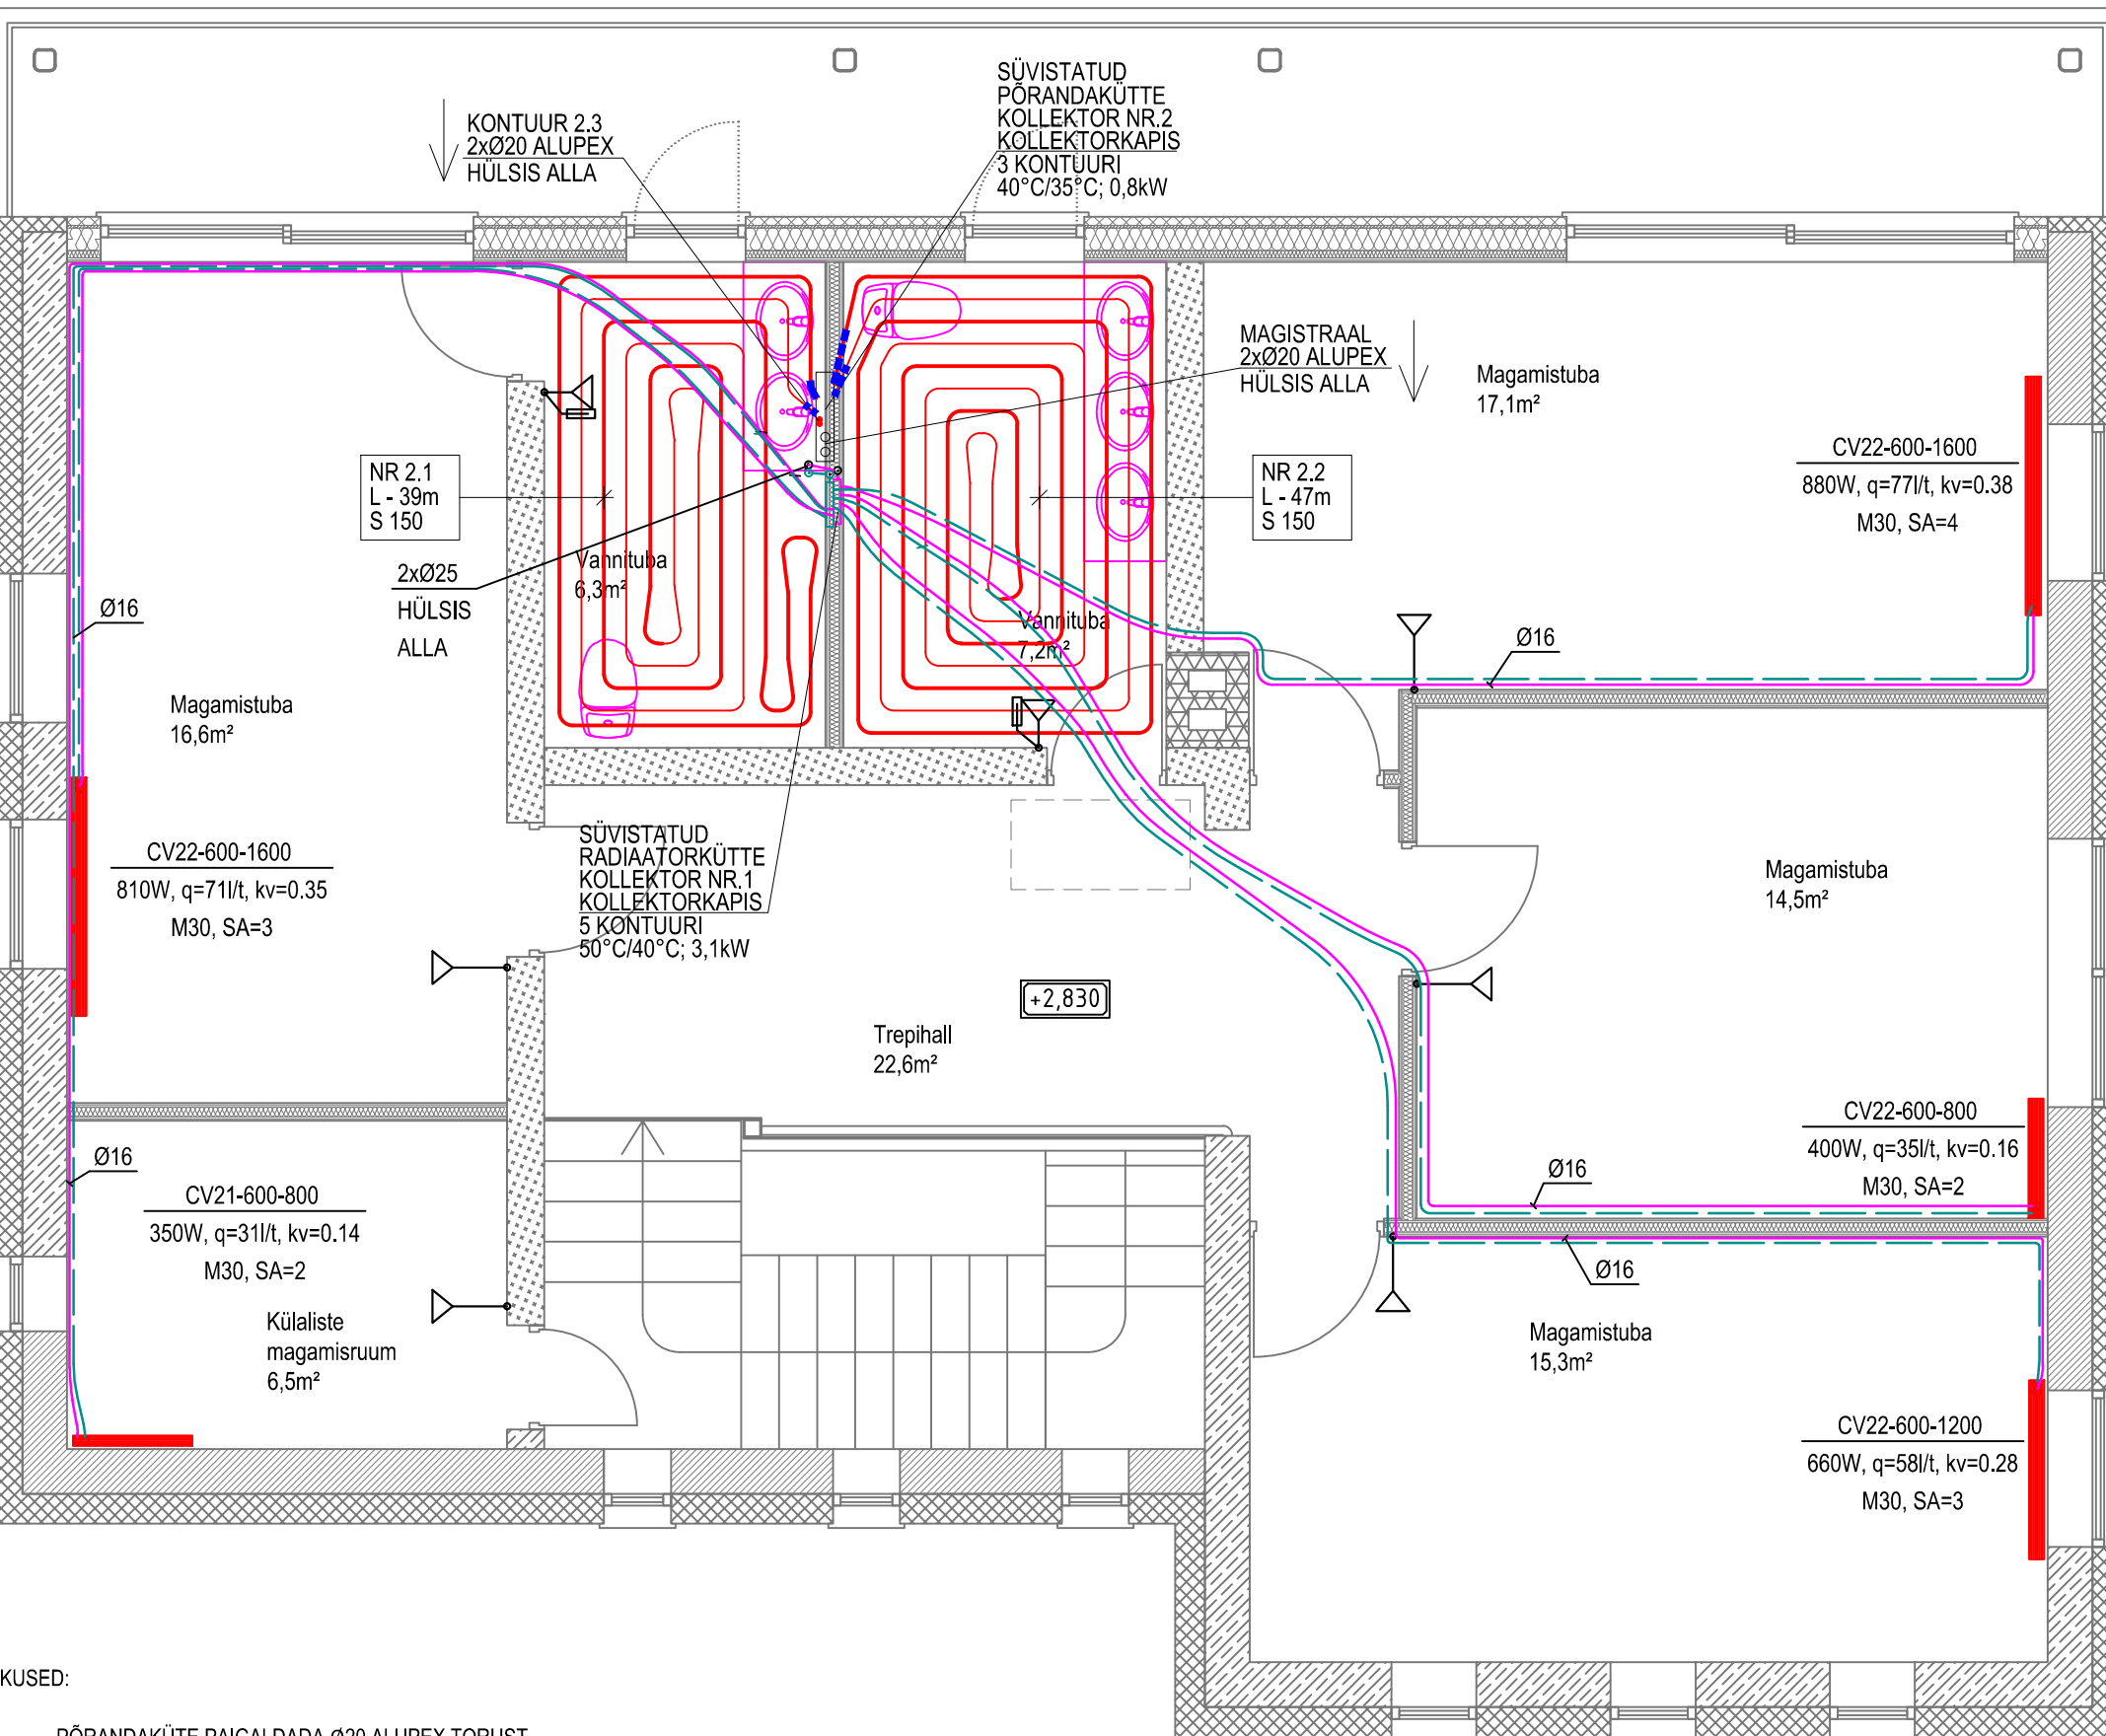 KONTUUR 2.3
2xØ20 ALUPEX
HÜLSIS ALLA
SÜVISTATUD
PÕRANDAKÜTTE
KOLLEKTOR NR.2
KOLLEKTORKAPIS
3 KONTUURI
40°C/35°C; 0,8kW
MAGISTRAAL
2xØ20 ALUPEX
HÜLSIS ALLA
Magamistuba
17,1m²
CV22-600-1600
880W, q=77l/t, kv=0.38
M30, SA=4
NR 2.1
L - 39m
S 150
NR 2.2
L - 47m
S 150
Vannituba
6,3m²
2xØ25
HÜLSIS
ALLA
Ø16
Vannituba
7,2m²
Ø16
Magamistuba
16,6m²
CV22-600-1600
810W, q=71l/t, kv=0.35
M30, SA=3
SÜVISTATUD
RADIAATORKÜTTE
KOLLEKTOR NR.1
KOLLEKTORKAPIS
5 KONTUURI
50°C/40°C; 3,1kW
Magamistuba
14,5m²
+2,830
Trepihall
22,6m²
CV22-600-800
400W, q=35l/t, kv=0.16
M30, SA=2
Ø16
Ø16
CV21-600-800
350W, q=31l/t, kv=0.14
M30, SA=2
Ø16
Külaliste
magamisruum
6,5m²
Magamistuba
15,3m²
CV22-600-1200
660W, q=58l/t, kv=0.28
M30, SA=3
KUSED:
PÕRANDAKÜTE PAIGALDADA Ø20 ALUPEX TORUST